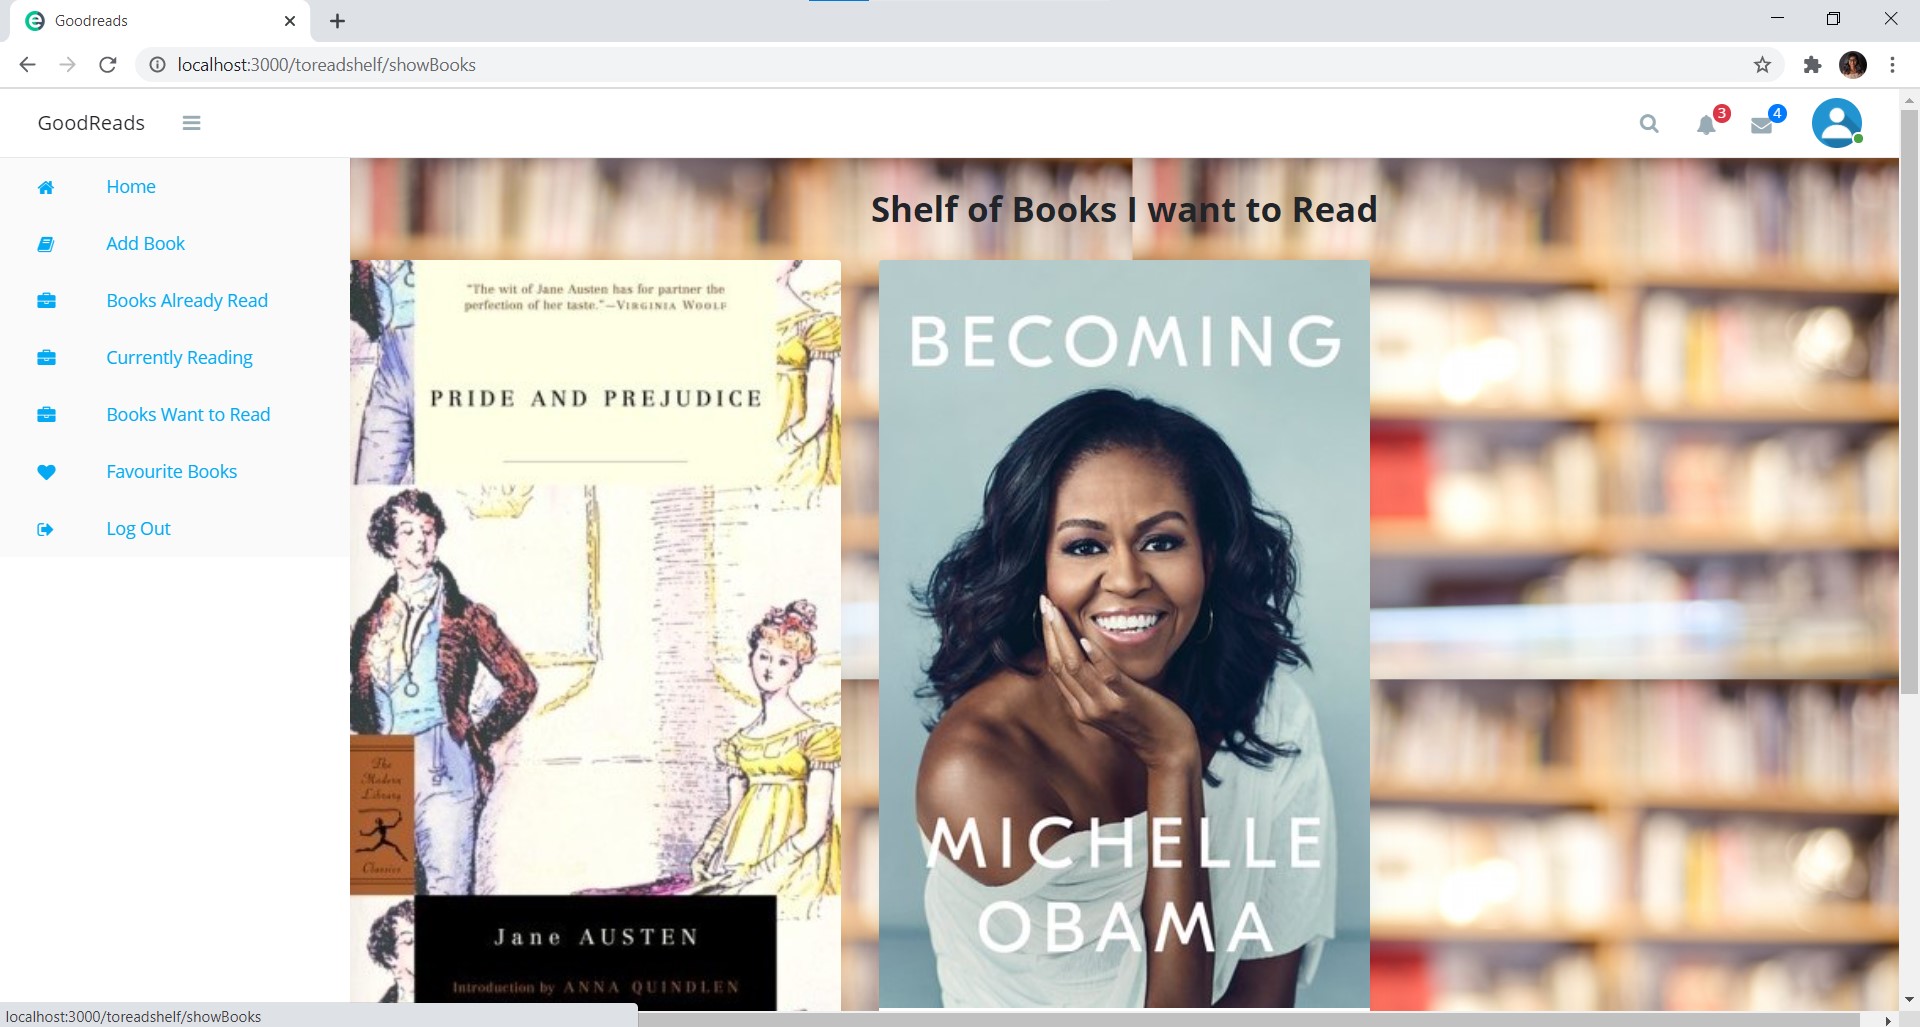 Goodreads
localhost:3000/toreadshelf/showBooks
GoodReads
3
4
Home
Add Book
Books Already Read
Currently Reading
Books Want to Read
Favourite Books
Log Out
Shelf of Books I want to Read
"The wit of Jane Austen has for partner the
perfection of her taste."—VIRGINIA WOOLF
PRIDE AND PREJUDICE
The
Modern
Library
Classics
Jane AUSTEN
Introduction by ANNA QUINDLEN
BECOMING
MICHELLE
OBAMA
localhost:3000/toreadshelf/showBooks